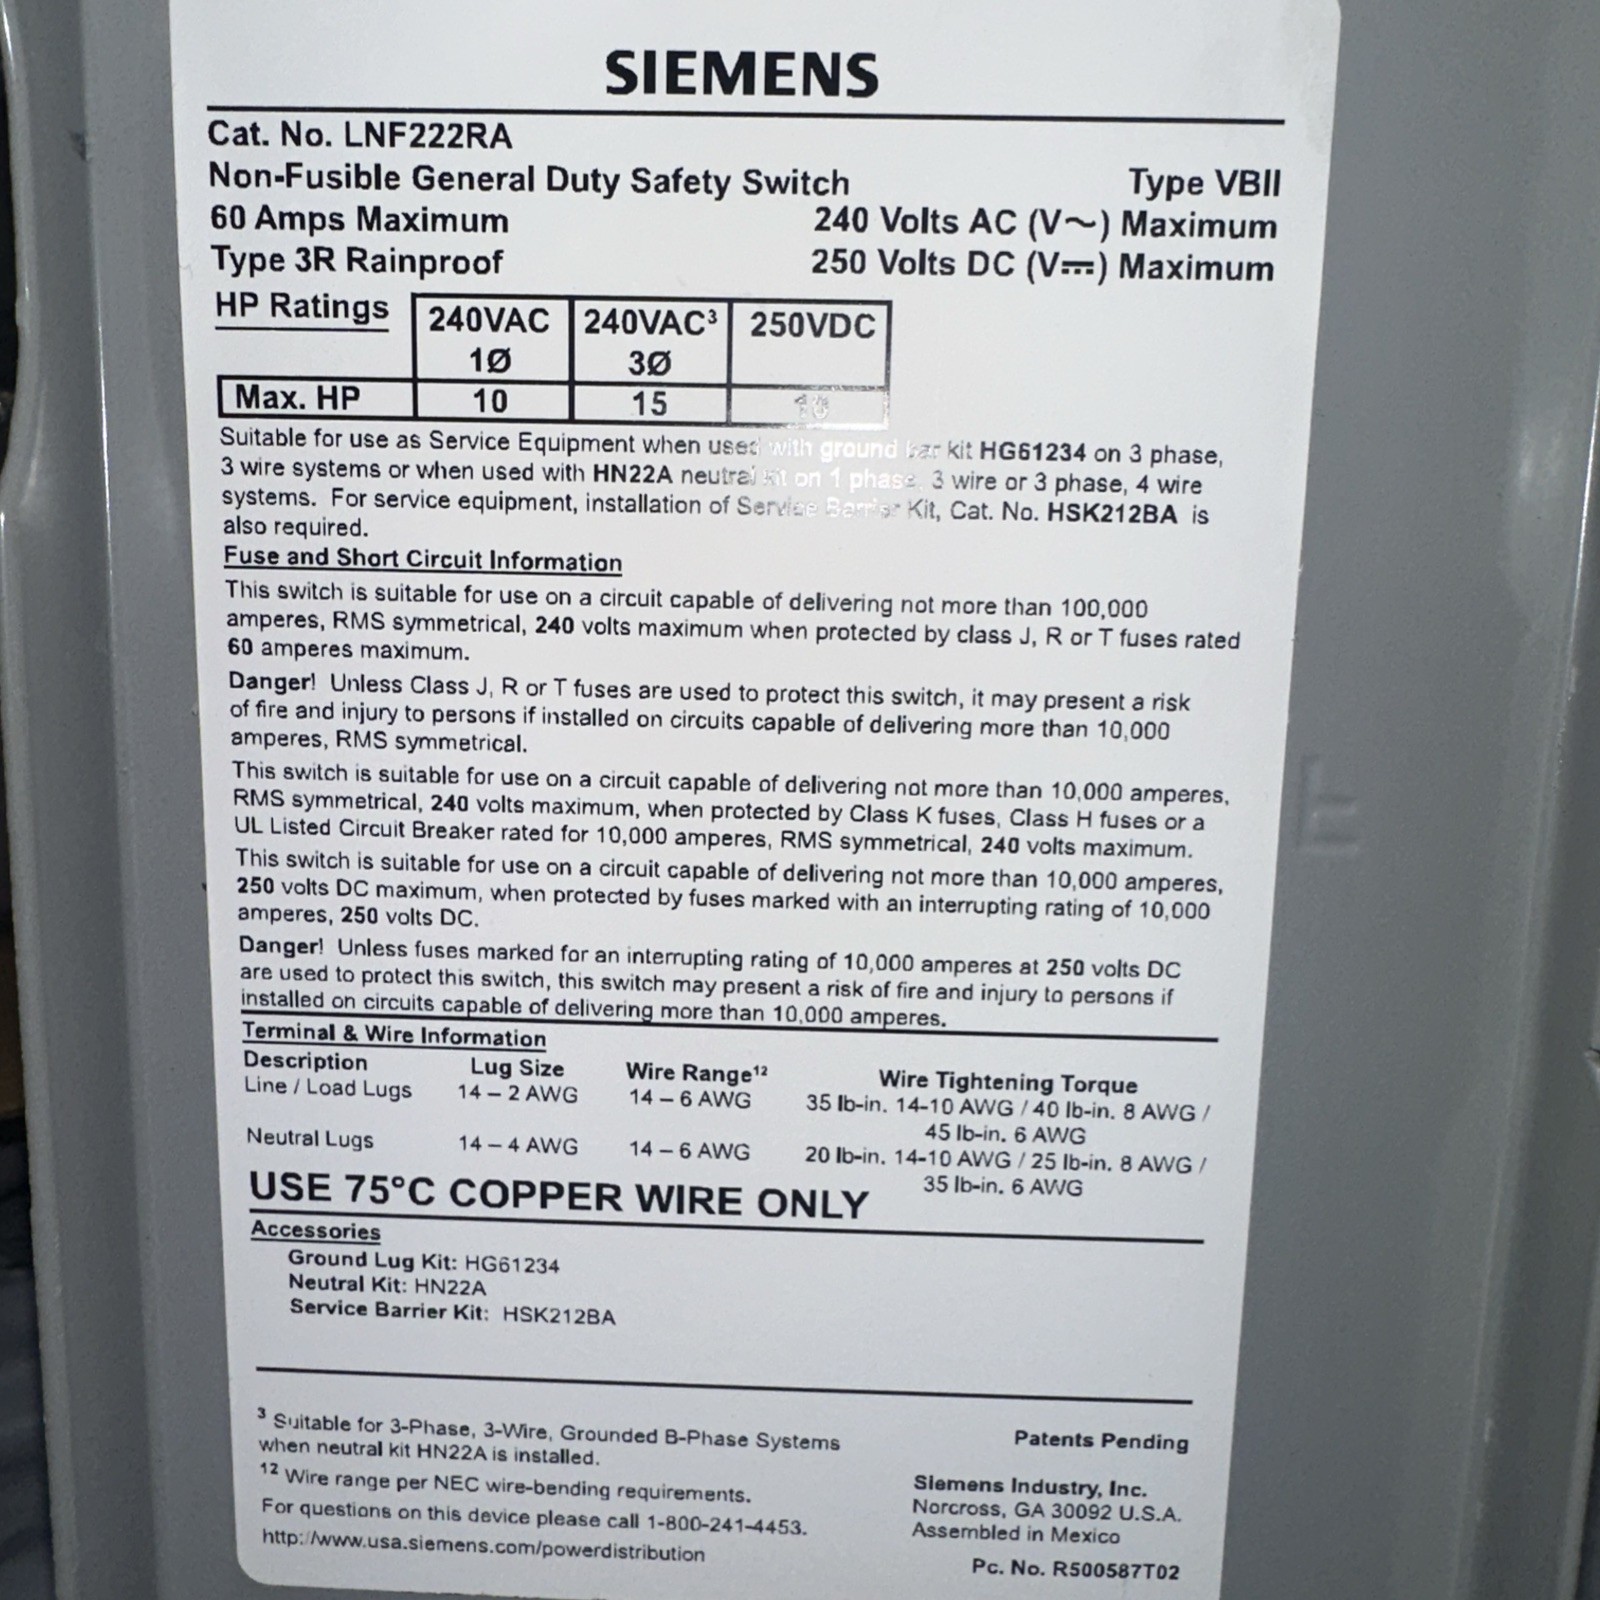 SIEMENS
Cat. No. LNF222RA
Non-Fusible General Duty Safety Switch Type VBII
60 Amps Maximum 240 Volts AC (V~) Maximum
Type 3R Rainproof 250 Volts DC (V⎓) Maximum
HP Ratings 240VAC 240VAC³ 250VDC
1Ø 3Ø
Max. HP 10 15
Suitable for use as Service Equipment when used with ground bar kit HG61234 on 3 phase,
3 wire systems or when used with HN22A neutral kit on 1 phase, 3 wire or 3 phase, 4 wire
systems. For service equipment, installation of Service Barrier Kit, Cat. No. HSK212BA is
also required.
Fuse and Short Circuit Information
This switch is suitable for use on a circuit capable of delivering not more than 100,000
amperes, RMS symmetrical, 240 volts maximum when protected by class J, R or T fuses rated
60 amperes maximum.
Danger! Unless Class J, R or T fuses are used to protect this switch, it may present a risk
of fire and injury to persons if installed on circuits capable of delivering more than 10,000
amperes, RMS symmetrical.
This switch is suitable for use on a circuit capable of delivering not more than 10,000 amperes,
RMS symmetrical, 240 volts maximum, when protected by Class K fuses, Class H fuses or a
UL Listed Circuit Breaker rated for 10,000 amperes, RMS symmetrical, 240 volts maximum.
This switch is suitable for use on a circuit capable of delivering not more than 10,000 amperes,
250 volts DC maximum, when protected by fuses marked with an interrupting rating of 10,000
amperes, 250 volts DC.
Danger! Unless fuses marked for an interrupting rating of 10,000 amperes at 250 volts DC
are used to protect this switch, this switch may present a risk of fire and injury to persons if
installed on circuits capable of delivering more than 10,000 amperes.
Terminal & Wire Information
Description Lug Size Wire Range¹² Wire Tightening Torque
Line / Load Lugs 14 – 2 AWG 14 – 6 AWG 35 lb-in. 14-10 AWG / 40 lb-in. 8 AWG /
45 lb-in. 6 AWG
Neutral Lugs 14 – 4 AWG 14 – 6 AWG 20 lb-in. 14-10 AWG / 25 lb-in. 8 AWG /
35 lb-in. 6 AWG
USE 75°C COPPER WIRE ONLY
Accessories
Ground Lug Kit: HG61234
Neutral Kit: HN22A
Service Barrier Kit: HSK212BA
³ Suitable for 3-Phase, 3-Wire, Grounded B-Phase Systems
when neutral kit HN22A is installed.
¹² Wire range per NEC wire-bending requirements.
For questions on this device please call 1-800-241-4453.
http://www.usa.siemens.com/powerdistribution
Patents Pending
Siemens Industry, Inc.
Norcross, GA 30092 U.S.A.
Assembled in Mexico
Pc. No. R500587T02